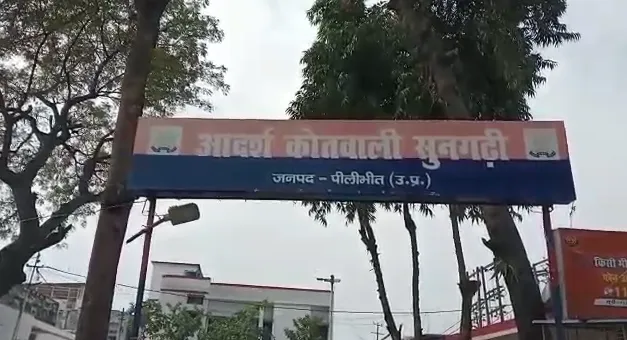 आदर्श कोतवाली सुनगढ़ी
जनपद - पीलीभीत (उ.प्र.)
किसी भी